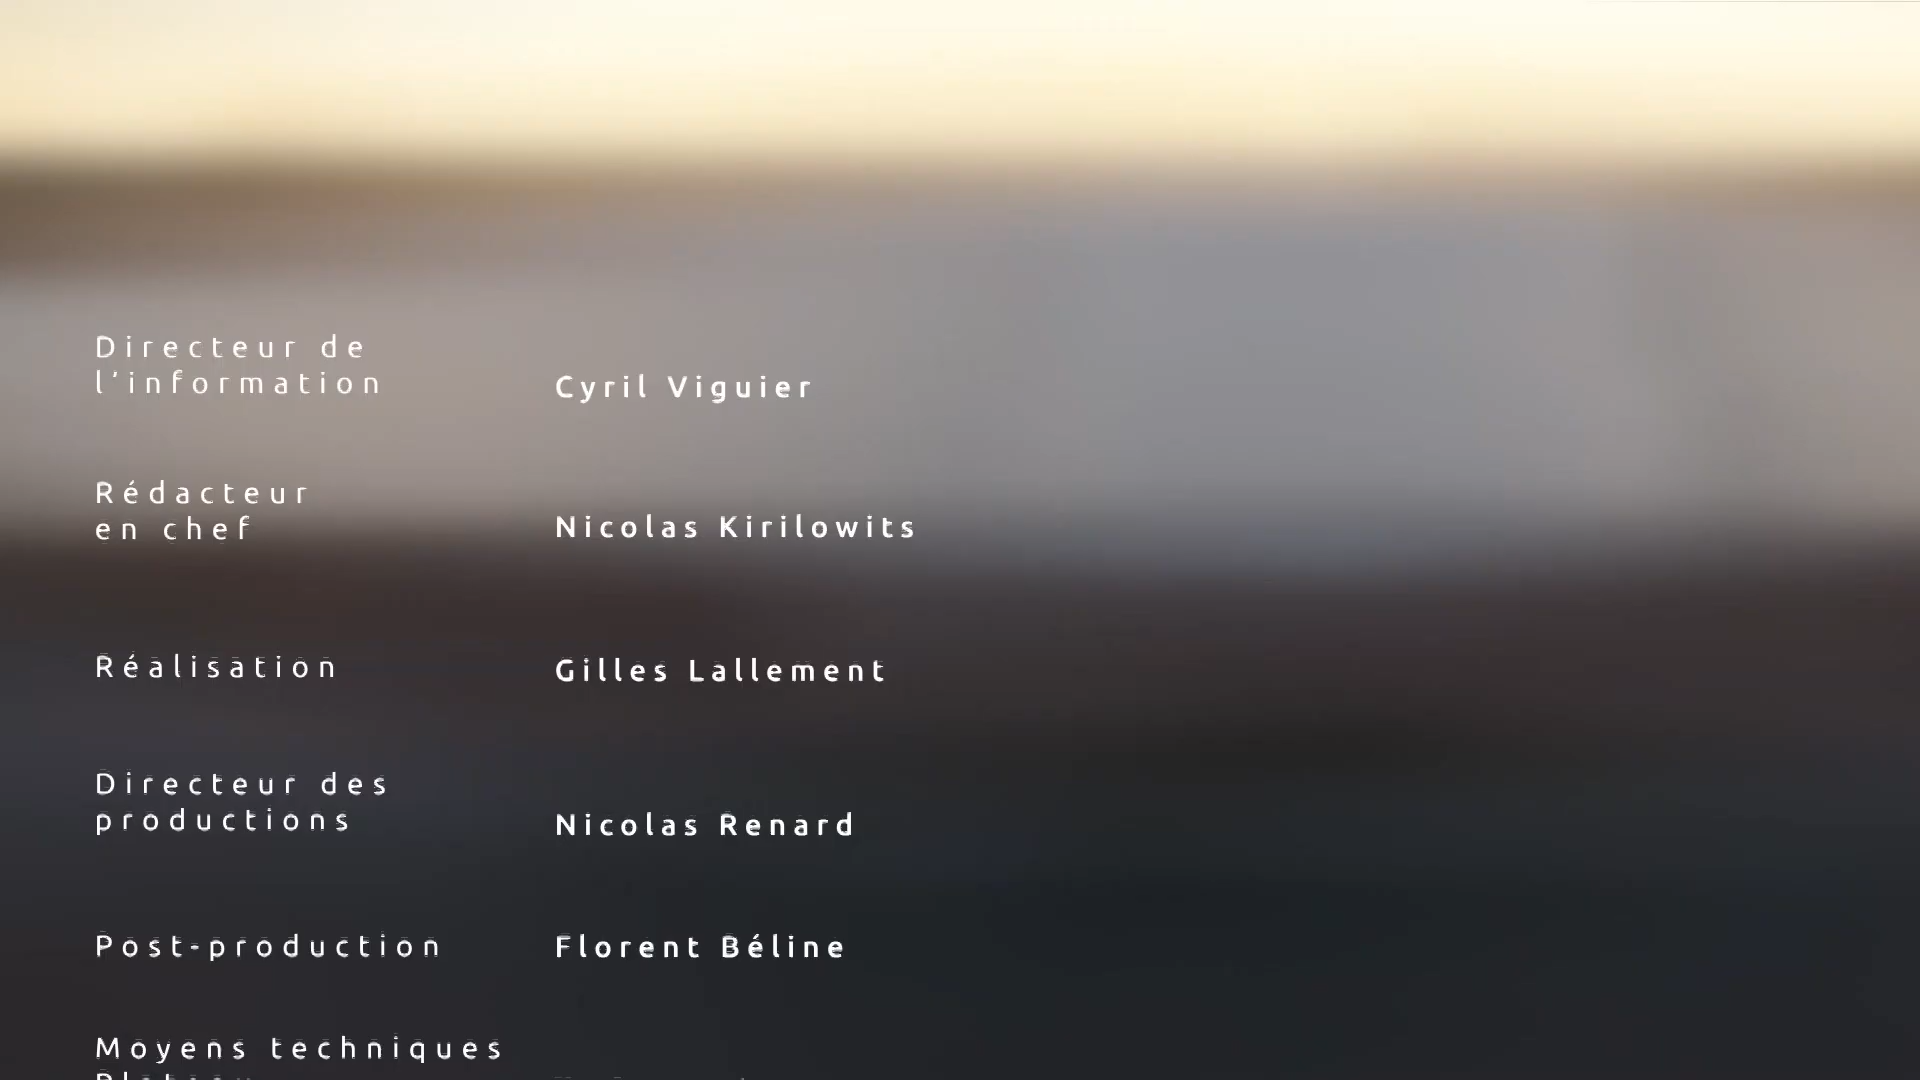 Directeur de
l'information
Cyril Viguier
Rédacteur
en chef
Nicolas Kirilowits
Réalisation
Gilles Lallement
Directeur des
productions
Nicolas Renard
Post-production
Florent Béline
Moyens techniques